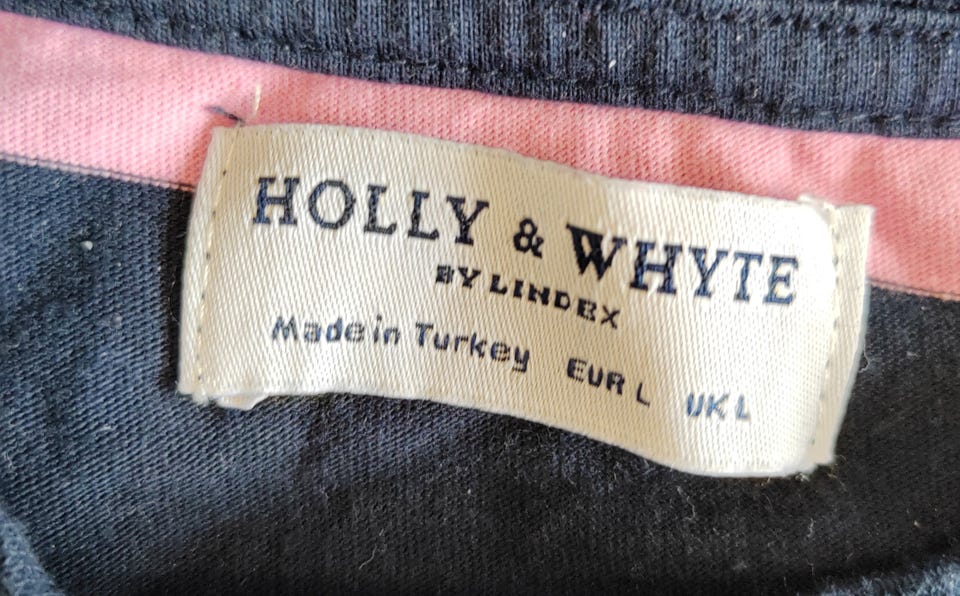 HOLLY & WHYTE
BY LINDEX
Made in Turkey EUR L UK L